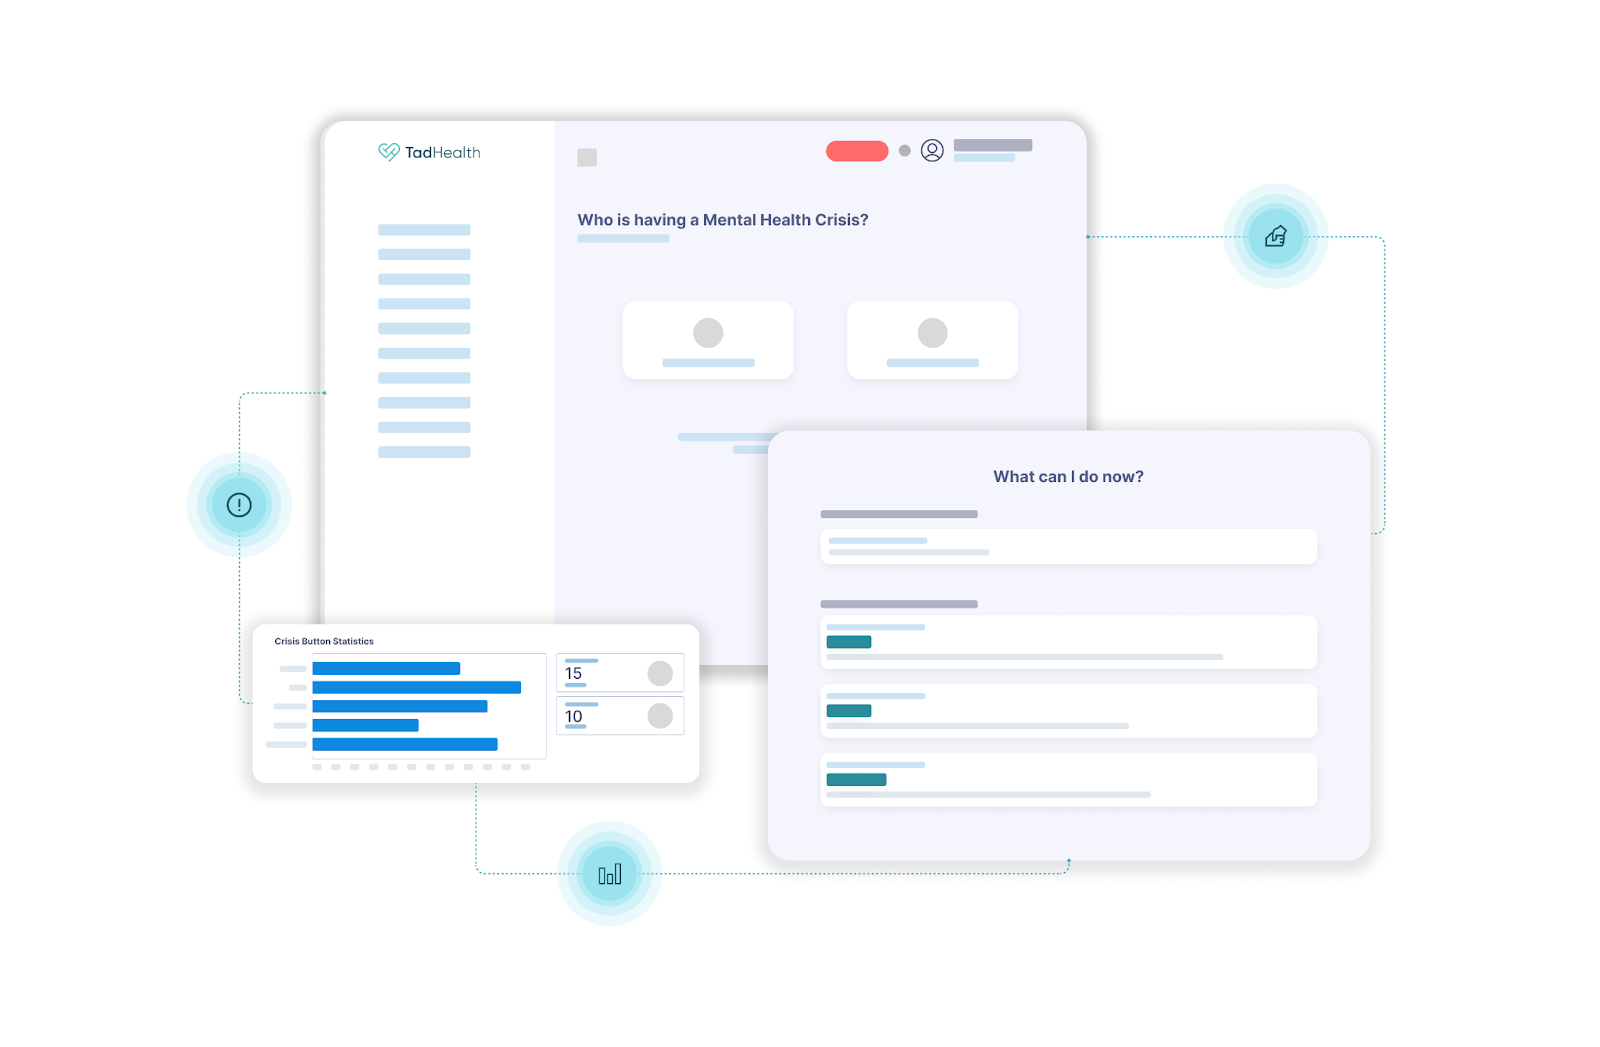 TadHealth
Who is having a Mental Health Crisis?
What can I do now?
Crisis Button Statistics
15
10